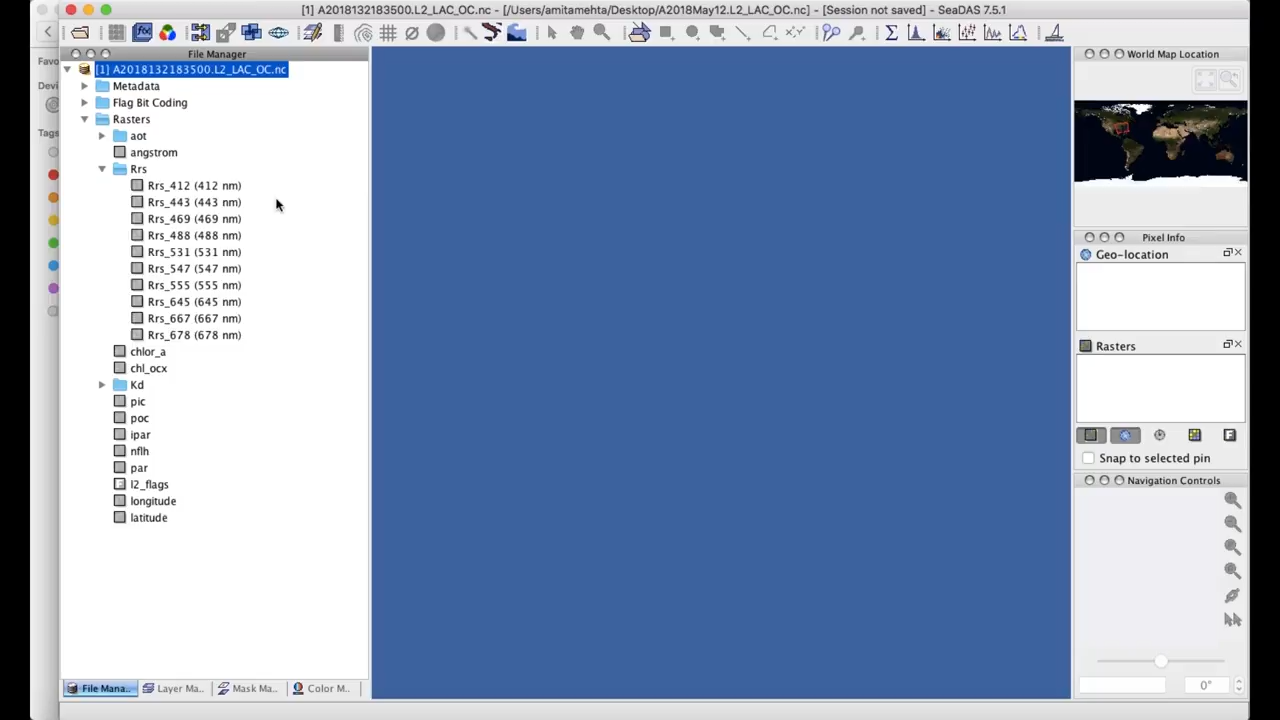 [1] A2018132183500.L2_LAC_OC.nc - [/Users/amitamehta/Desktop/A2018May12.L2_LAC_OC.nc] - [Session not saved] - SeaDAS 7.5.1
Favo
Devi
Tags
File Manager
[1] A2018132183500.L2_LAC_OC.nc
Metadata
Flag Bit Coding
Rasters
aot
angstrom
Rrs
Rrs_412 (412 nm)
Rrs_443 (443 nm)
Rrs_469 (469 nm)
Rrs_488 (488 nm)
Rrs_531 (531 nm)
Rrs_547 (547 nm)
Rrs_555 (555 nm)
Rrs_645 (645 nm)
Rrs_667 (667 nm)
Rrs_678 (678 nm)
chlor_a
chl_ocx
Kd
pic
poc
ipar
nflh
par
l2_flags
longitude
latitude
File Mana... Layer Ma... Mask Ma... Color M...
World Map Location
Pixel Info
Geo-location
Rasters
Snap to selected pin
Navigation Controls
0°